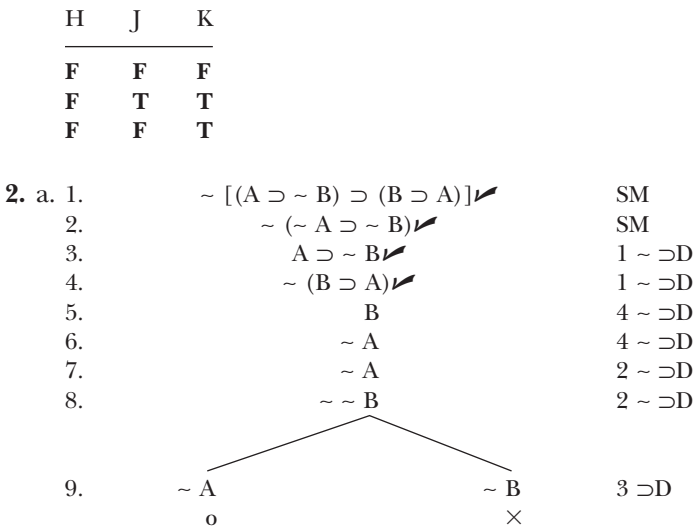 H J K
F F F
F T T
F F T
2. a. 1. ~ [(A ⊃ ~ B) ⊃ (B ⊃ A)]✔ SM
2. ~ (~ A ⊃ ~ B)✔ SM
3. A ⊃ ~ B✔ 1 ~ ⊃D
4. ~ (B ⊃ A)✔ 1 ~ ⊃D
5. B 4 ~ ⊃D
6. ~ A 4 ~ ⊃D
7. ~ A 2 ~ ⊃D
8. ~ ~ B 2 ~ ⊃D
9. ~ A ~ B 3 ⊃D
o ×